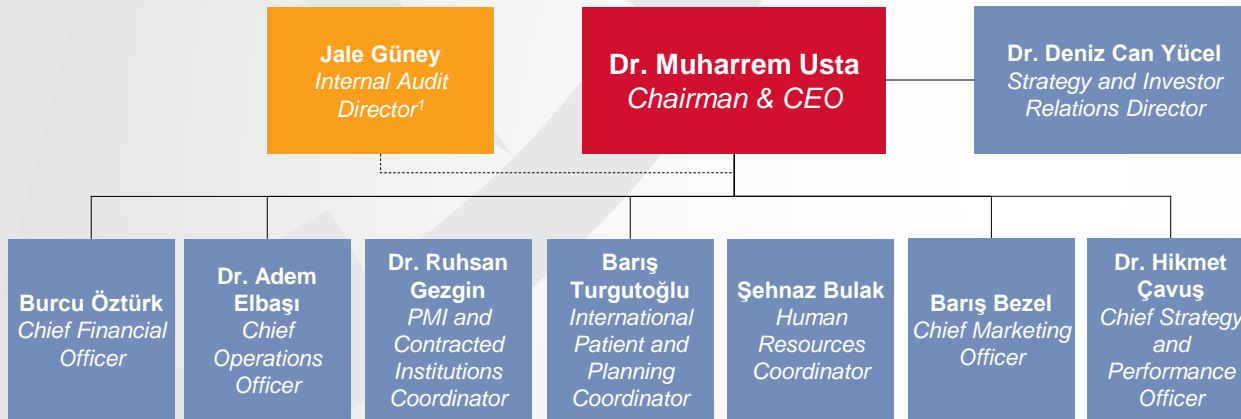 Jale Güney
Internal Audit
Director¹
Dr. Muharrem Usta
Chairman & CEO
Dr. Deniz Can Yücel
Strategy and Investor
Relations Director
Burcu Öztürk
Chief Financial
Officer
Dr. Adem
Elbaşı
Chief
Operations
Officer
Dr. Ruhsan
Gezgin
PMI and
Contracted
Institutions
Coordinator
Barış
Turgutoğlu
International
Patient and
Planning
Coordinator
Şehnaz Bulak
Human
Resources
Coordinator
Barış Bezel
Chief Marketing
Officer
Dr. Hikmet
Çavuş
Chief Strategy
and
Performance
Officer